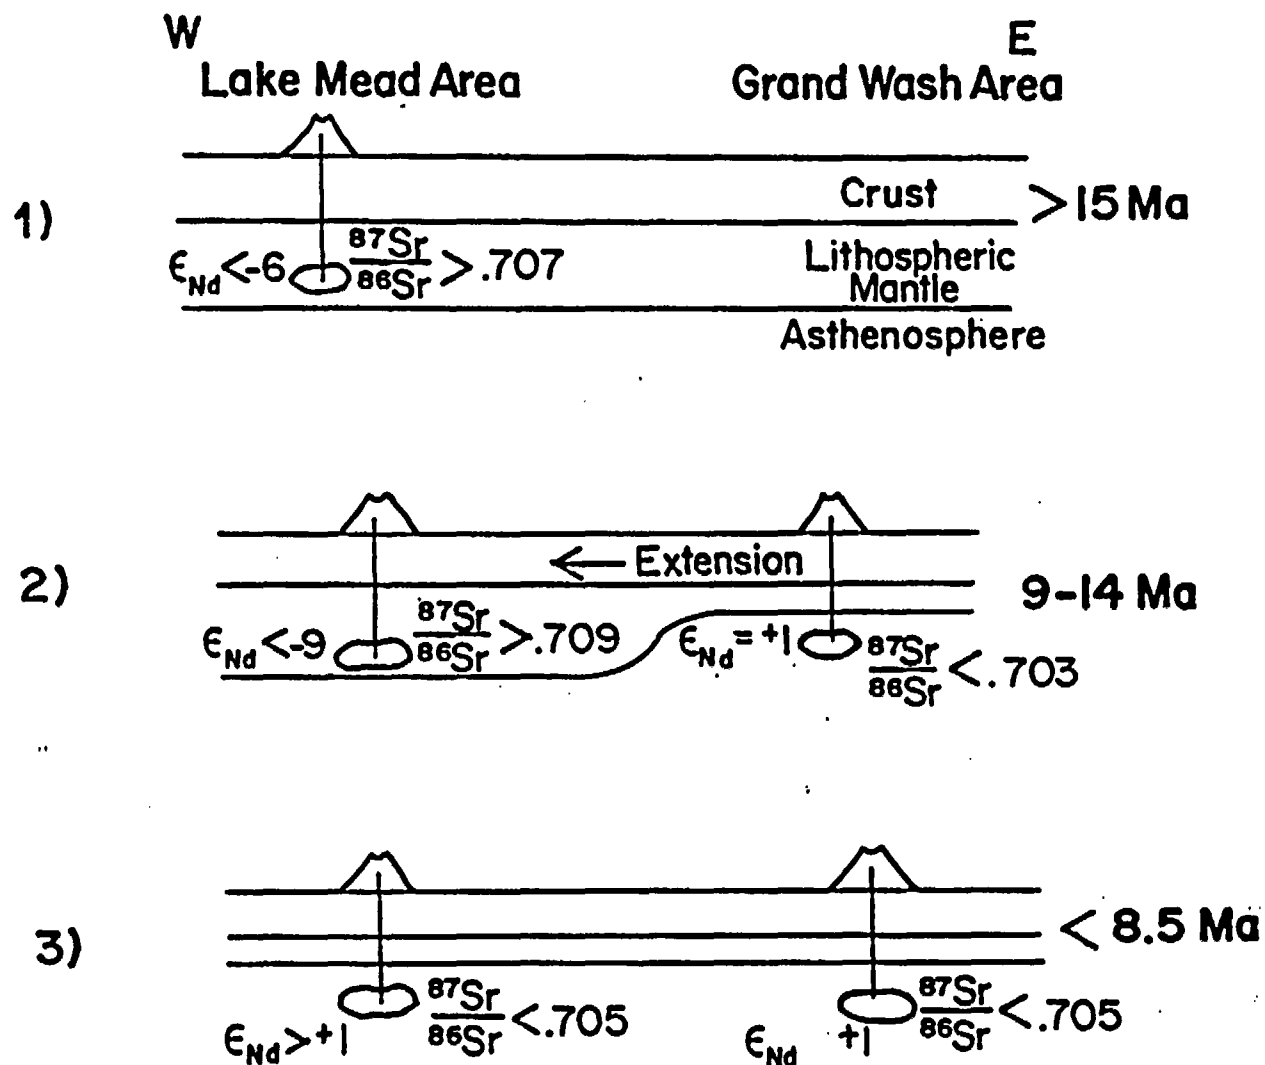 W E
Lake Mead Area Grand Wash Area
1)
Crust
> 15 Ma
ϵNd <-6 87Sr/86Sr > .707
Lithospheric
Mantle
Asthenosphere
2)
← Extension
9-14 Ma
ϵNd <-9 87Sr/86Sr > .709
ϵNd = +1 87Sr/86Sr < .703
3)
< 8.5 Ma
ϵNd > +1 87Sr/86Sr < .705
ϵNd +1 87Sr/86Sr < .705